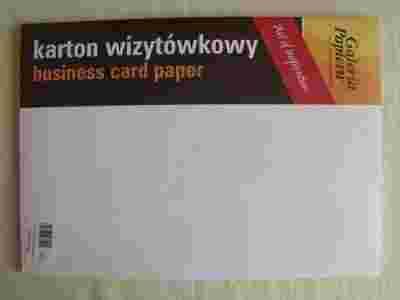 karton wizytówkowy
business card paper
Galeria
Papieru